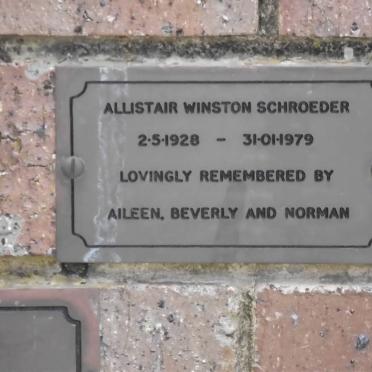 ALLISTAIR WINSTON SCHROEDER
2·5·1928 – 31·01·1979
LOVINGLY REMEMBERED BY
AILEEN, BEVERLY AND NORMAN